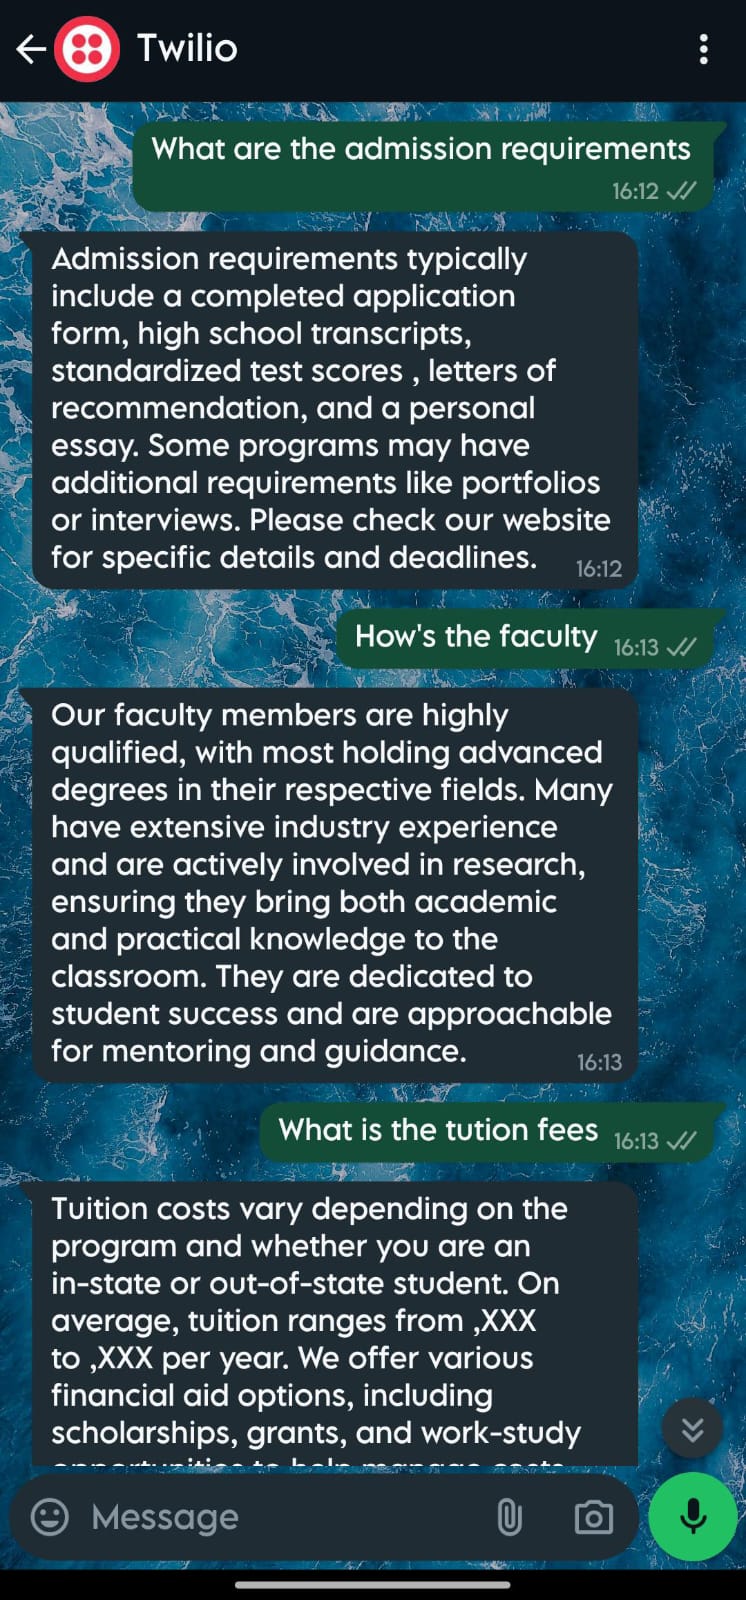 Twilio
What are the admission requirements
16:12
Admission requirements typically
include a completed application
form, high school transcripts,
standardized test scores , letters of
recommendation, and a personal
essay. Some programs may have
additional requirements like portfolios
or interviews. Please check our website
for specific details and deadlines.
16:12
How's the faculty 16:13
Our faculty members are highly
qualified, with most holding advanced
degrees in their respective fields. Many
have extensive industry experience
and are actively involved in research,
ensuring they bring both academic
and practical knowledge to the
classroom. They are dedicated to
student success and are approachable
for mentoring and guidance.
16:13
What is the tution fees 16:13
Tuition costs vary depending on the
program and whether you are an
in-state or out-of-state student. On
average, tuition ranges from ,XXX
to ,XXX per year. We offer various
financial aid options, including
scholarships, grants, and work-study
opportunities to help manage costs
Message